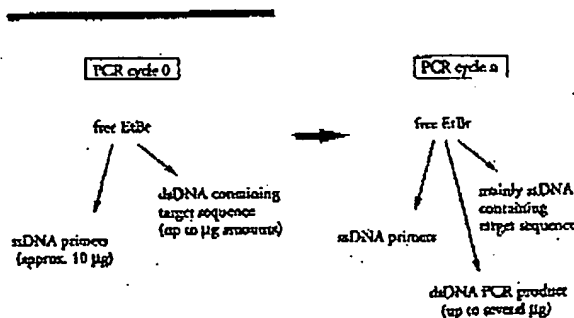 PCR cycle 0
free EtBr
dsDNA containing
target sequence
(up to µg amounts)
ssDNA primers
(approx. 10 µg)
PCR cycle n
free EtBr
mainly ssDNA
containing
target sequence
ssDNA primers
dsDNA PCR product
(up to several µg)